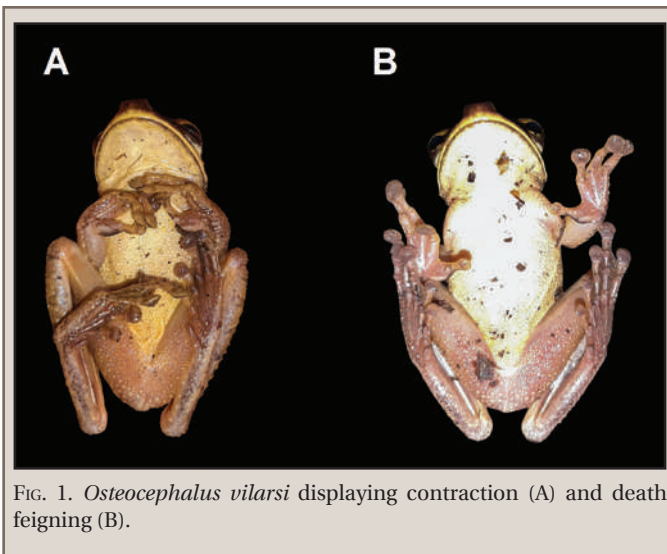 A
B
FIG. 1. Osteocephalus vilarsi displaying contraction (A) and death
feigning (B).